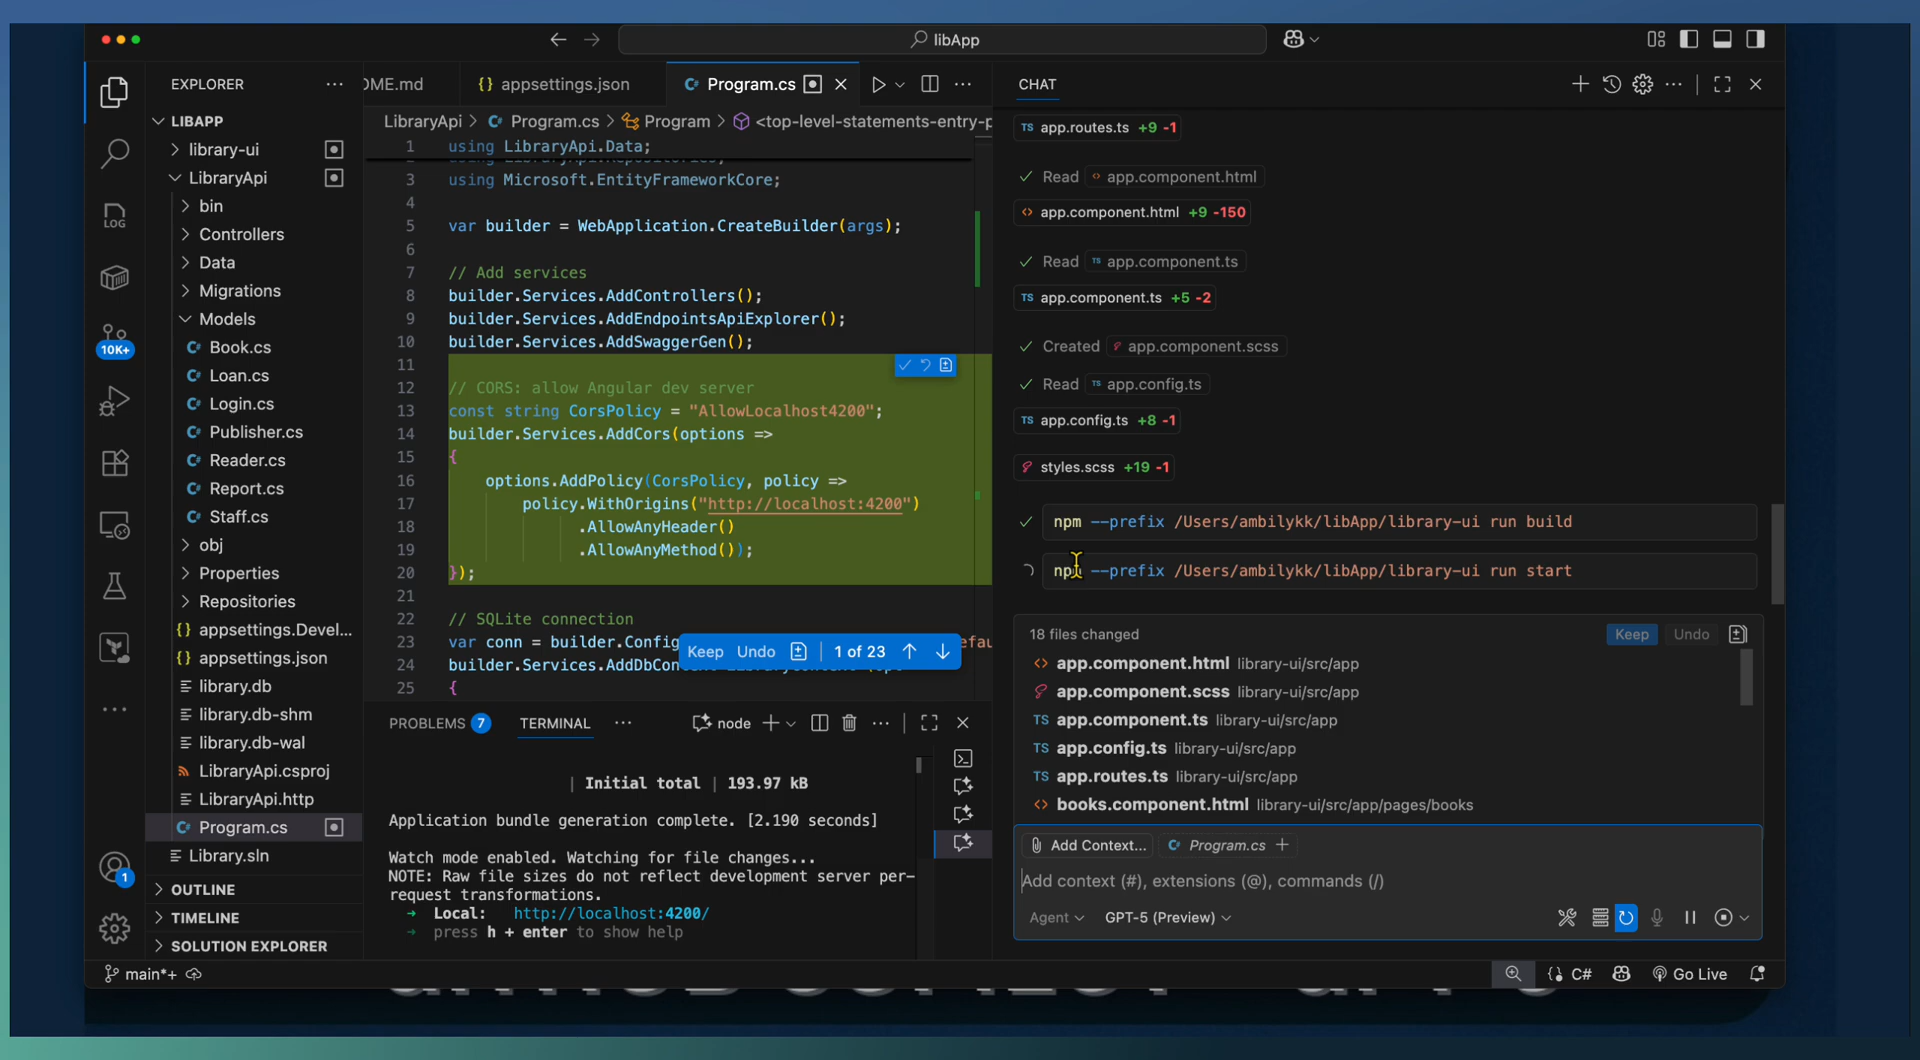 libApp
EXPLORER
OME.md
appsettings.json
Program.cs
CHAT
LIBAPP
library-ui
LibraryApi
bin
Controllers
Data
Migrations
Models
Book.cs
Loan.cs
Login.cs
Publisher.cs
Reader.cs
Report.cs
Staff.cs
obj
Properties
Repositories
appsettings.Devel...
appsettings.json
library.db
library.db-shm
library.db-wal
LibraryApi.csproj
LibraryApi.http
Program.cs
Library.sln
OUTLINE
TIMELINE
SOLUTION EXPLORER
LOG
10K+
1
LibraryApi > Program.cs > Program > <top-level-statements-entry-p
1 using LibraryApi.Data;
2 using LibraryApi.Repositories;
3 using Microsoft.EntityFrameworkCore;
4
5 var builder = WebApplication.CreateBuilder(args);
6
7 // Add services
8 builder.Services.AddControllers();
9 builder.Services.AddEndpointsApiExplorer();
10 builder.Services.AddSwaggerGen();
11
12 // CORS: allow Angular dev server
13 const string CorsPolicy = "AllowLocalhost4200";
14 builder.Services.AddCors(options =>
15 {
16 options.AddPolicy(CorsPolicy, policy =>
17 policy.WithOrigins("http://localhost:4200")
18 .AllowAnyHeader()
19 .AllowAnyMethod());
20 });
21
22 // SQLite connection
23 var conn = builder.Config
24
25 {
Keep Undo 1 of 23
PROBLEMS 7 TERMINAL node
| Initial total | 193.97 kB
Application bundle generation complete. [2.190 seconds]
Watch mode enabled. Watching for file changes...
NOTE: Raw file sizes do not reflect development server per-
request transformations.
➜ Local: http://localhost:4200/
➜ press h + enter to show help
TS app.routes.ts +9 -1
Read app.component.html
app.component.html +9 -150
Read TS app.component.ts
TS app.component.ts +5 -2
Created app.component.scss
Read TS app.config.ts
TS app.config.ts +8 -1
styles.scss +19 -1
npm --prefix /Users/ambilykk/libApp/library-ui run build
npm --prefix /Users/ambilykk/libApp/library-ui run start
18 files changed Keep Undo
app.component.html library-ui/src/app
app.component.scss library-ui/src/app
TS app.component.ts library-ui/src/app
TS app.config.ts library-ui/src/app
TS app.routes.ts library-ui/src/app
books.component.html library-ui/src/app/pages/books
Add Context... Program.cs
Add context (#), extensions (@), commands (/)
Agent GPT-5 (Preview)
main*+
C#
Go Live